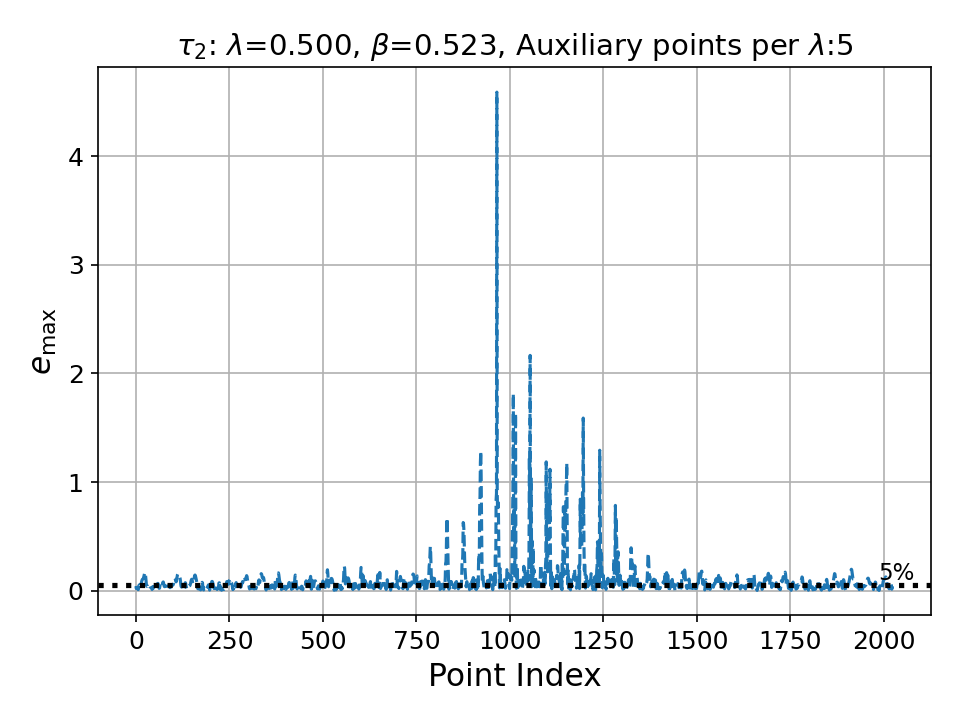 τ₂: λ=0.500, β=0.523, Auxiliary points per λ:5
4
3
2
1
0
5%
0 250 500 750 1000 1250 1500 1750 2000
e_max
Point Index